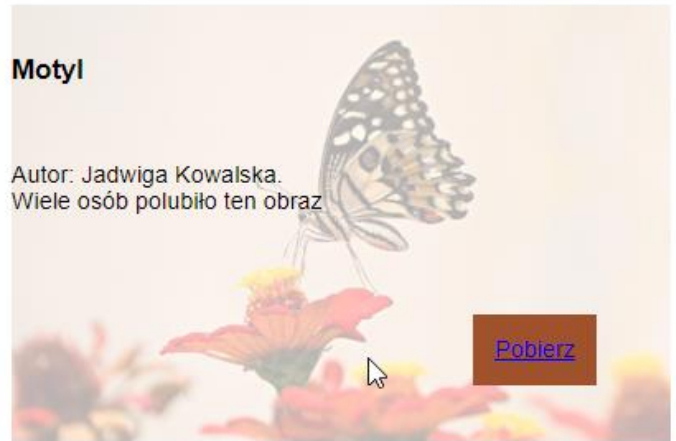 Motyl
Autor: Jadwiga Kowalska.
Wiele osób polubiło ten obraz
Pobierz